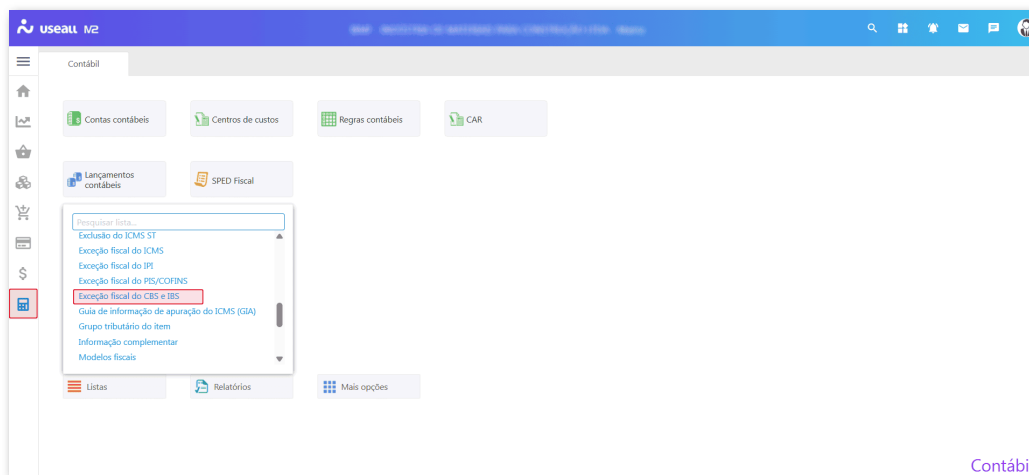 useall M2
Contábil
Contas contábeis
Centros de custos
Regras contábeis
CAR
Lançamentos
contábeis
SPED Fiscal
Pesquisar lista...
Exclusão do ICMS ST
Exceção fiscal do ICMS
Exceção fiscal do IPI
Exceção fiscal do PIS/COFINS
Exceção fiscal do CBS e IBS
Guia de informação de apuração do ICMS (GIA)
Grupo tributário do item
Informação complementar
Modelos fiscais
Listas
Relatórios
Mais opções
Contábi